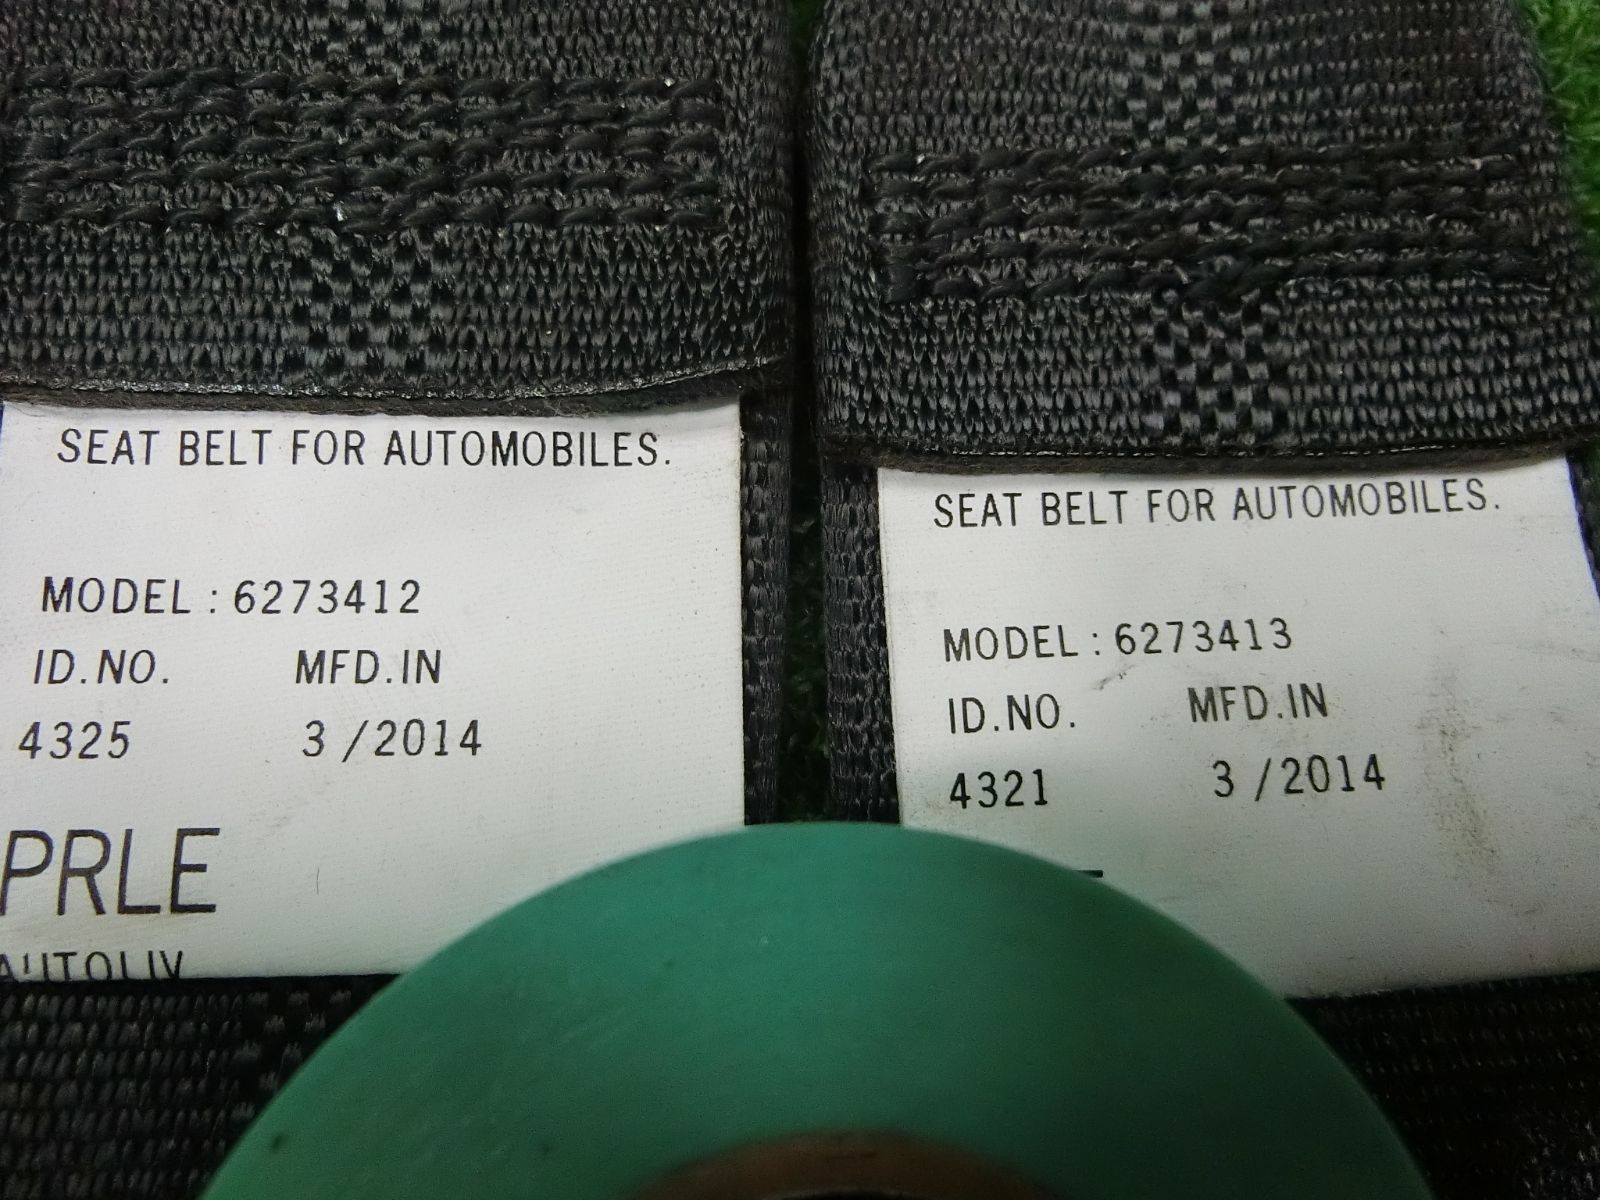 SEAT BELT FOR AUTOMOBILES.
MODEL : 6273412
ID.NO. MFD.IN
4325 3 /2014
PRLE
AUTOLIV
SEAT BELT FOR AUTOMOBILES.
MODEL : 6273413
ID.NO. MFD.IN
4321 3 /2014